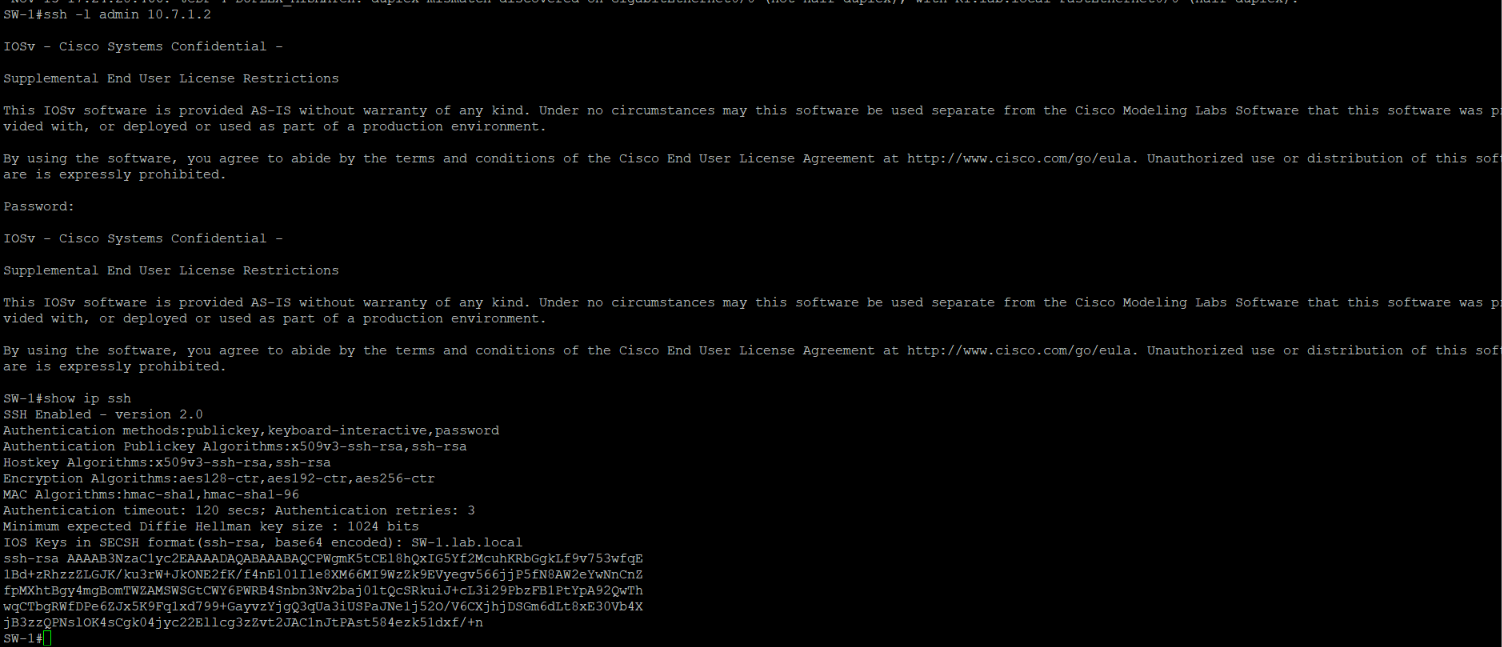 SW-1#ssh -l admin 10.7.1.2
IOSv - Cisco Systems Confidential -
Supplemental End User License Restrictions
This IOSv software is provided AS-IS without warranty of any kind. Under no circumstances may this software be used separate from the Cisco Modeling Labs Software that this software was p
vided with, or deployed or used as part of a production environment.
By using the software, you agree to abide by the terms and conditions of the Cisco End User License Agreement at http://www.cisco.com/go/eula. Unauthorized use or distribution of this sof
are is expressly prohibited.
Password:
IOSv - Cisco Systems Confidential -
Supplemental End User License Restrictions
This IOSv software is provided AS-IS without warranty of any kind. Under no circumstances may this software be used separate from the Cisco Modeling Labs Software that this software was p
vided with, or deployed or used as part of a production environment.
By using the software, you agree to abide by the terms and conditions of the Cisco End User License Agreement at http://www.cisco.com/go/eula. Unauthorized use or distribution of this sof
are is expressly prohibited.
SW-1#show ip ssh
SSH Enabled - version 2.0
Authentication methods:publickey,keyboard-interactive,password
Authentication Publickey Algorithms:x509v3-ssh-rsa,ssh-rsa
Hostkey Algorithms:x509v3-ssh-rsa,ssh-rsa
Encryption Algorithms:aes128-ctr,aes192-ctr,aes256-ctr
MAC Algorithms:hmac-sha1,hmac-sha1-96
Authentication timeout: 120 secs; Authentication retries: 3
Minimum expected Diffie Hellman key size : 1024 bits
IOS Keys in SECSH format(ssh-rsa, base64 encoded): SW-1.lab.local
ssh-rsa AAAAB3NzaC1yc2EAAAADAQABAAABAQCPWgmK5tCEl8hQxIG5Yf2McuhKRbGgkLf9v753wfqE
1Bd+zRhzzZLGJK/ku3rW+JkONE2fK/f4nEl01Ile8XM66MI9WzZk9EVyegv566jjP5fN8AW2eYwNnCnZ
fpMXhtBgy4mgBomTWZAMSWSGtCWY6PWRB4Snbn3Nv2baj01tQcSRkuiJ+cL3i29PbzFB1PtYpA92QwTh
wqCTbgRWfDPe6ZJx5K9Fq1xd799+GayvzYjgQ3qUa3iUSPaJNe1j52O/V6CXjhjDSGm6dLt8xE30Vb4X
jB3zzQPNslOK4sCgk04jyc22Ellcg3zZvt2JAC1nJtPAst584ezk51dxf/+n
SW-1#